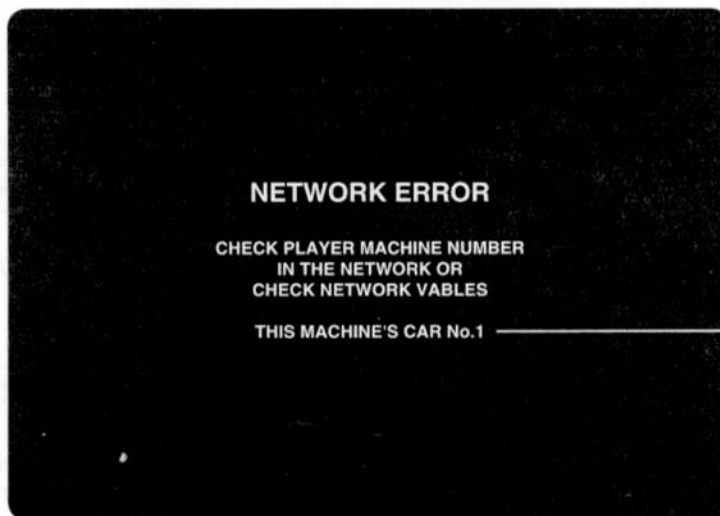 NETWORK ERROR
CHECK PLAYER MACHINE NUMBER
IN THE NETWORK OR
CHECK NETWORK VABLES
THIS MACHINE'S CAR No.1